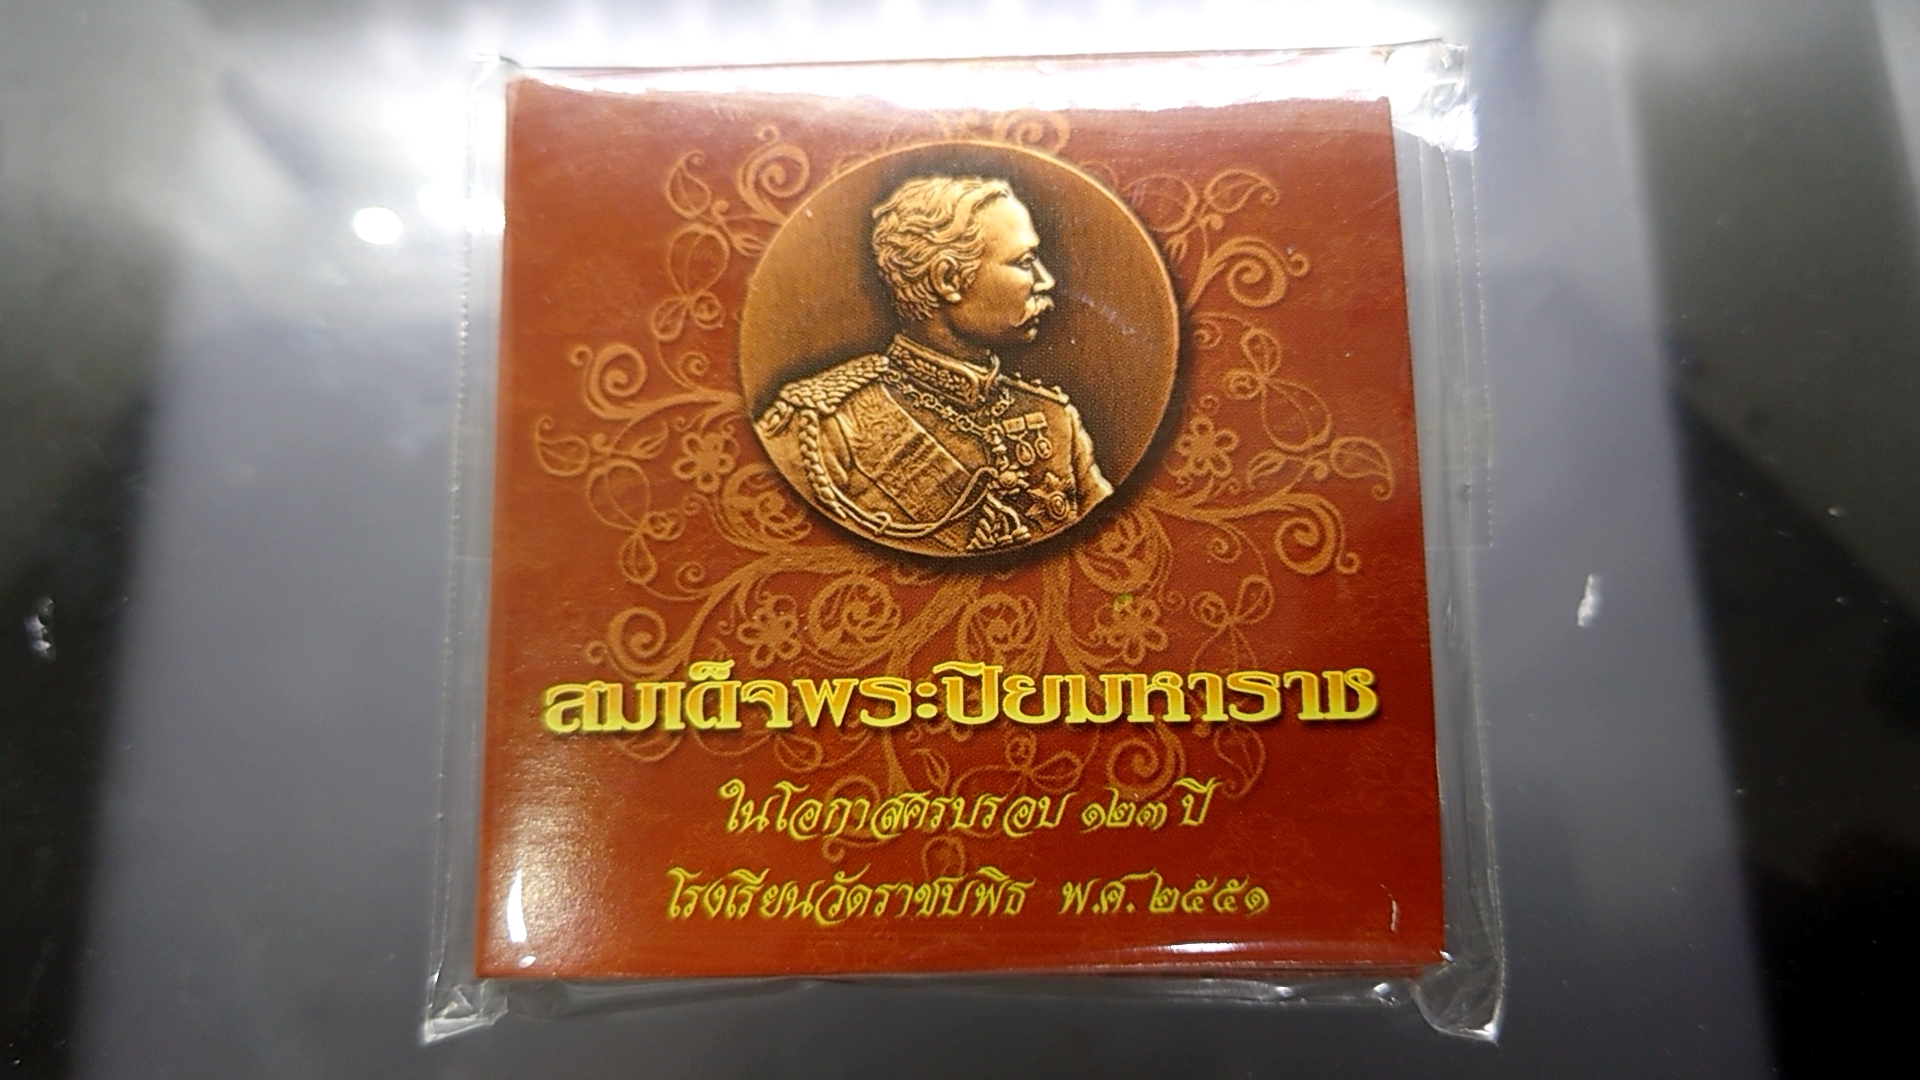 สมเด็จพระปิยมหาราช
ในโอกาสครบรอบ ๑๒๓ ปี
โรงเรียนวัดราชบพิธ พ.ศ. ๒๕๕๑